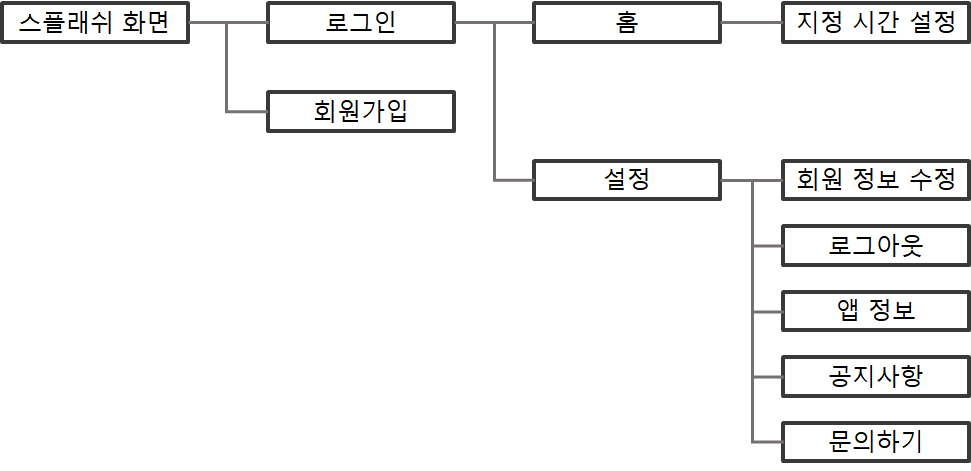 스플래쉬 화면
로그인
홈
지정 시간 설정
회원가입
설정
회원 정보 수정
로그아웃
앱 정보
공지사항
문의하기